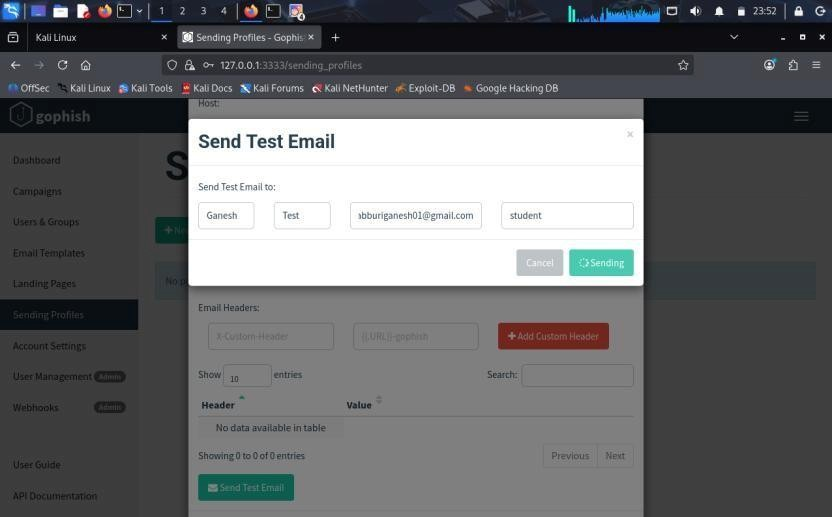 1 2 3 4 23:52
Kali Linux × Sending Profiles - Gophis × +
127.0.0.1:3333/sending_profiles
OffSec Kali Linux Kali Tools Kali Docs Kali Forums Kali NetHunter Exploit-DB Google Hacking DB
Host:
gophish
Send Test Email ×
Dashboard
Send Test Email to:
Campaigns
Ganesh Test abburiganesh01@gmail.com student
Users & Groups
Email Templates
Cancel Sending
Landing Pages
No p
Sending Profiles
Email Headers:
X-Custom-Header {{.URL}}-gophish + Add Custom Header
Account Settings
User Management Admin
Show 10 entries Search:
Webhooks Admin
Header Value
No data available in table
Showing 0 to 0 of 0 entries Previous Next
User Guide
Send Test Email
API Documentation